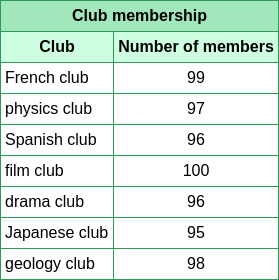 Club membership
Club Number of members
French club 99
physics club 97
Spanish club 96
film club 100
drama club 96
Japanese club 95
geology club 98